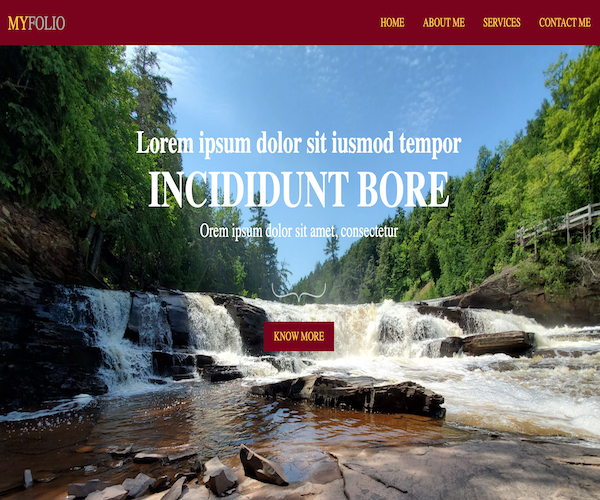 MYFOLIO
HOME ABOUT ME SERVICES CONTACT ME
Lorem ipsum dolor sit iusmod tempor
INCIDIDUNT BORE
Orem ipsum dolor sit amet, consectetur
KNOW MORE